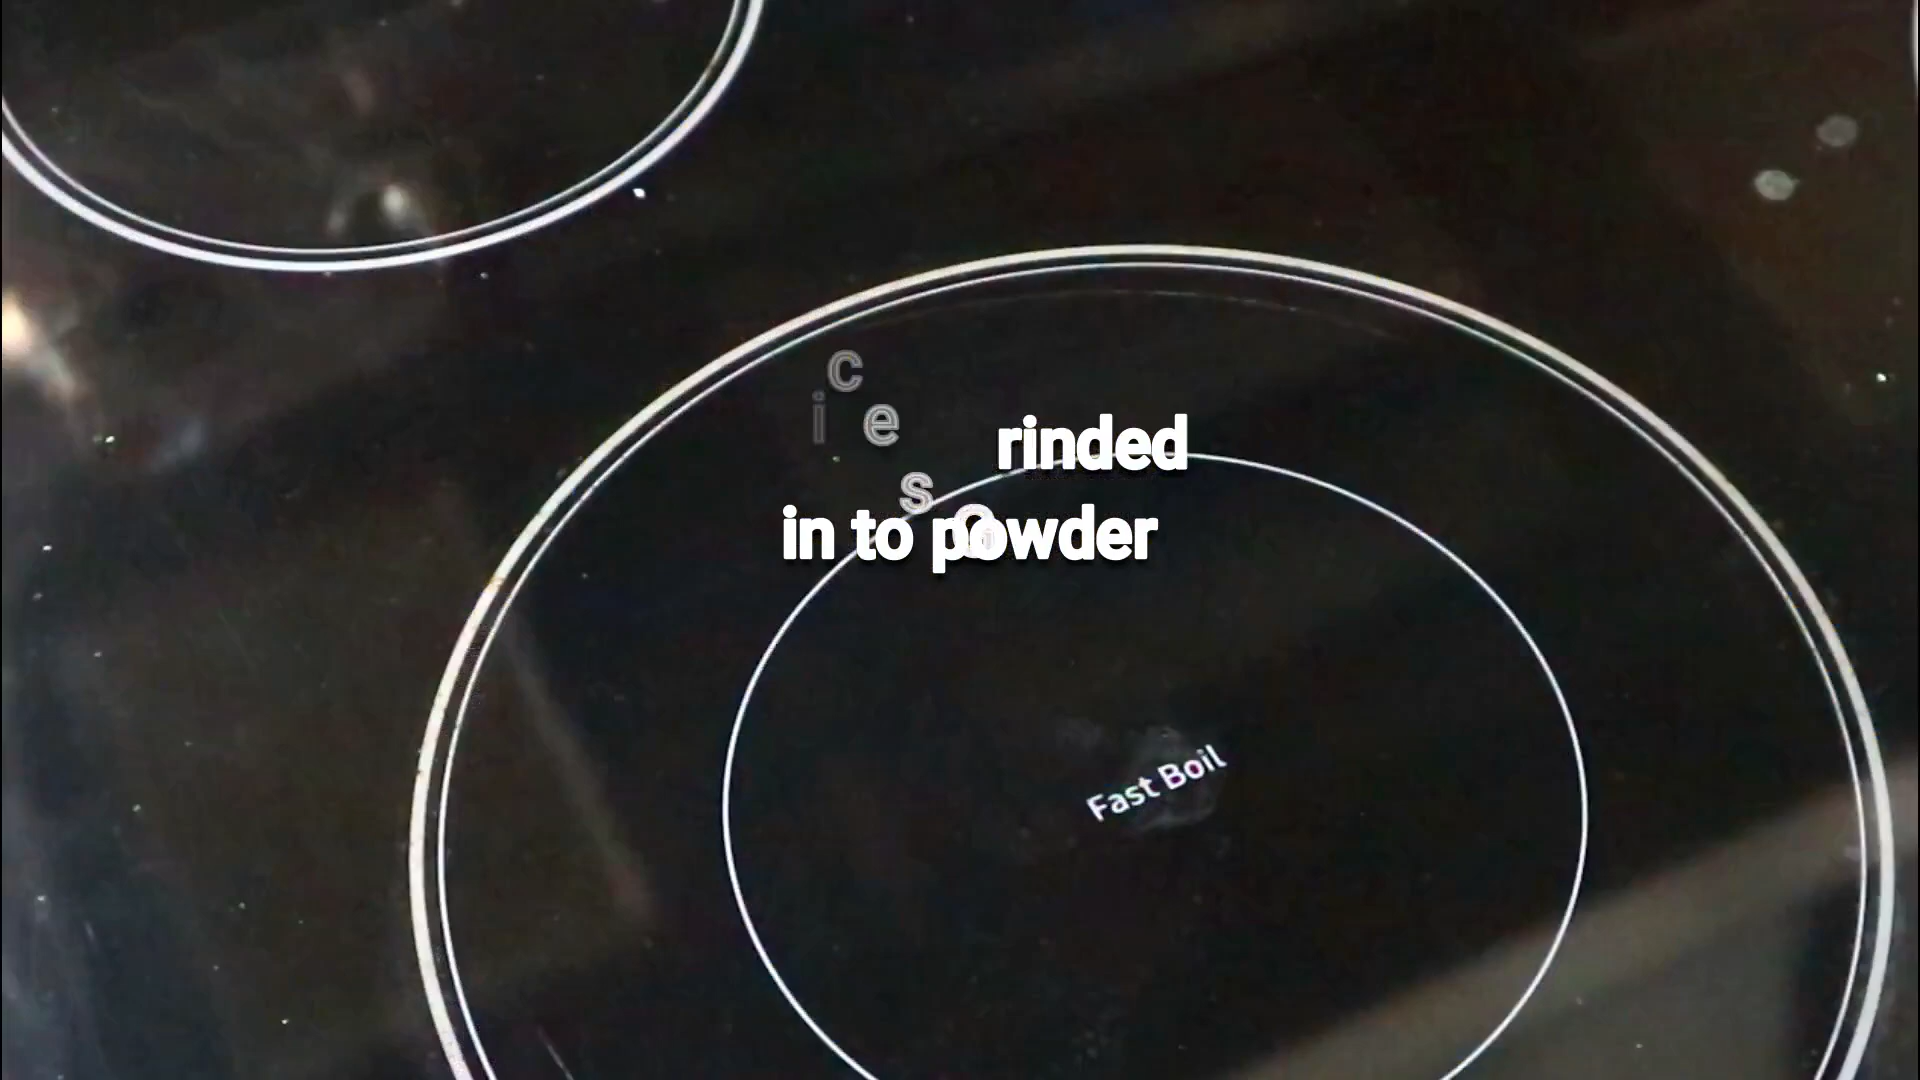 rinded
in to powder
Fast Boil